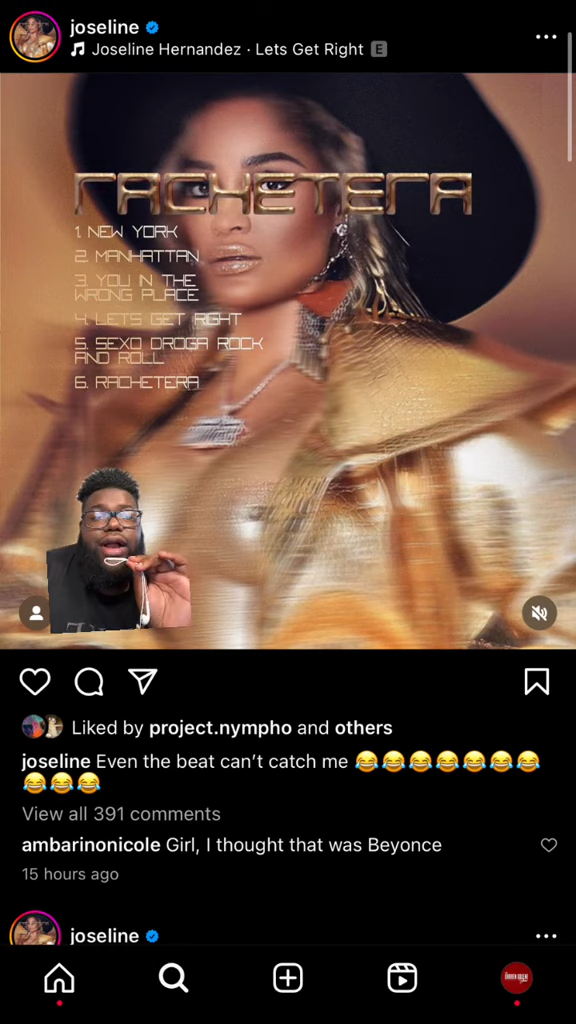 joseline
Joseline Hernandez · Lets Get Right E
RACHETERA
1. NEW YORK
2. MANHATTAN
3. YOU IN THE
WRONG PLACE
4. LETS GET RIGHT
5. SEXO DROGA ROCK
AND ROLL
6. RACHETERA
Liked by project.nympho and others
joseline Even the beat can't catch me 😂😂😂😂😂😂😂
😂😂😂
View all 391 comments
ambarinonicole Girl, I thought that was Beyonce
15 hours ago
joseline